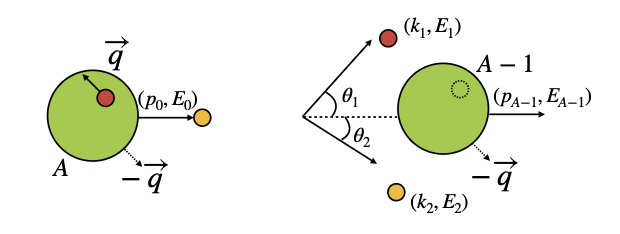 q⃗
(p₀, E₀)
A
−q⃗
(k₁, E₁)
θ₁
θ₂
A − 1
(p_{A−1}, E_{A−1})
−q⃗
(k₂, E₂)